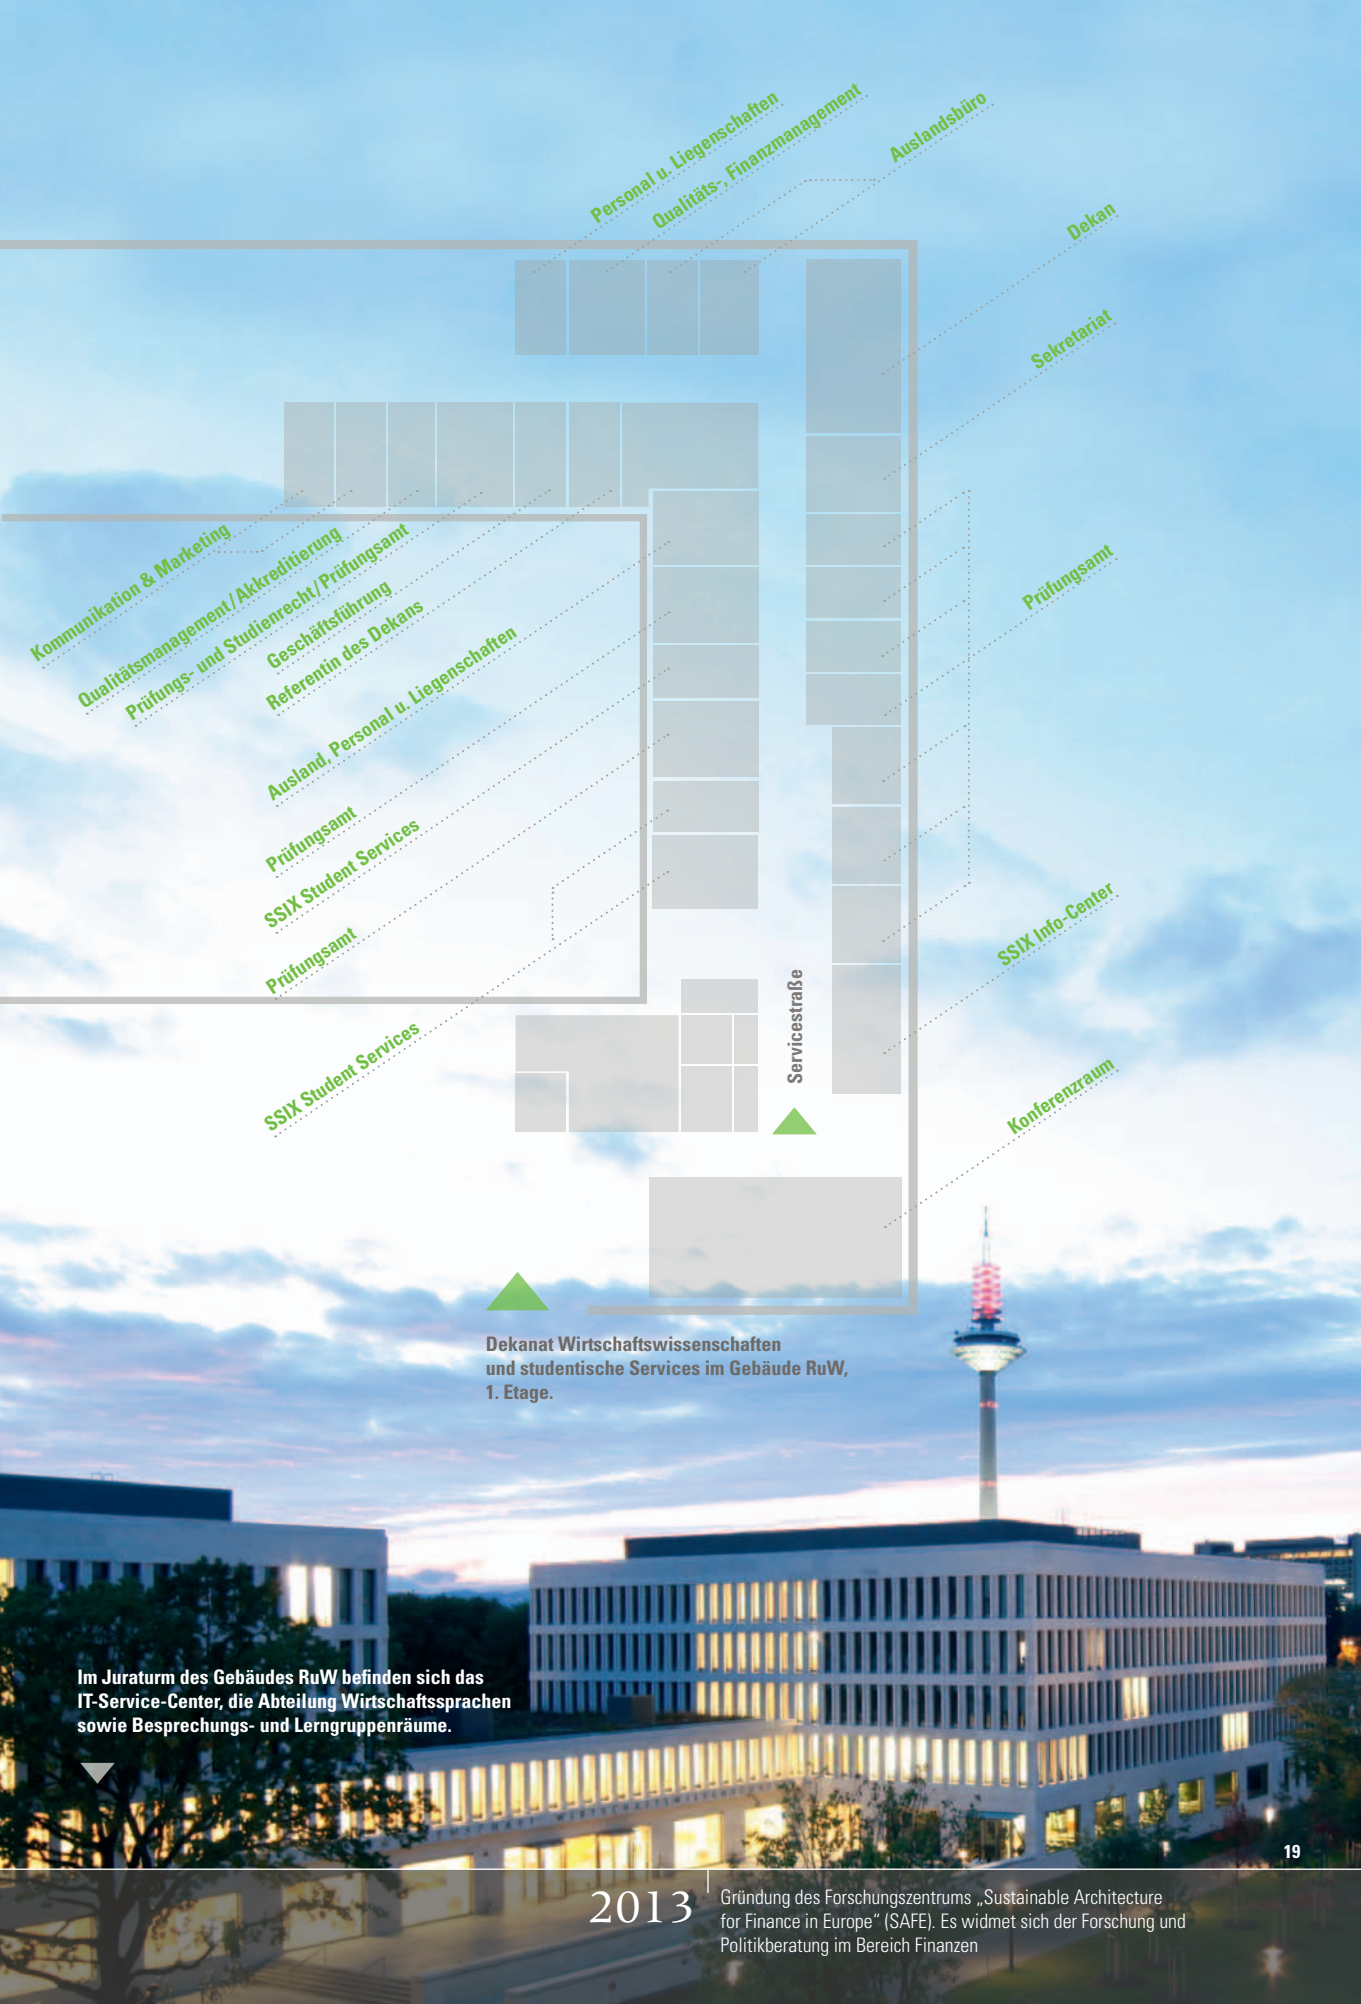 Personal u. Liegenschaften
Qualitäts-, Finanzmanagement
Auslandsbüro
Dekan
Sekretariat
Kommunikation & Marketing
Qualitätsmanagement/Akkreditierung
Prüfungs- und Studienrecht/Prüfungsamt
Geschäftsführung
Referentin des Dekans
Prüfungsamt
Ausland, Personal u. Liegenschaften
Prüfungsamt
SSIX Student Services
Prüfungsamt
SSIX Info-Center
SSIX Student Services
Servicestraße
Konferenzraum
Dekanat Wirtschaftswissenschaften
und studentische Services im Gebäude RuW,
1. Etage.
Im Juraturm des Gebäudes RuW befinden sich das
IT-Service-Center, die Abteilung Wirtschaftssprachen
sowie Besprechungs- und Lerngruppenräume.
19
2013
Gründung des Forschungszentrums „Sustainable Architecture
for Finance in Europe“ (SAFE). Es widmet sich der Forschung und
Politikberatung im Bereich Finanzen